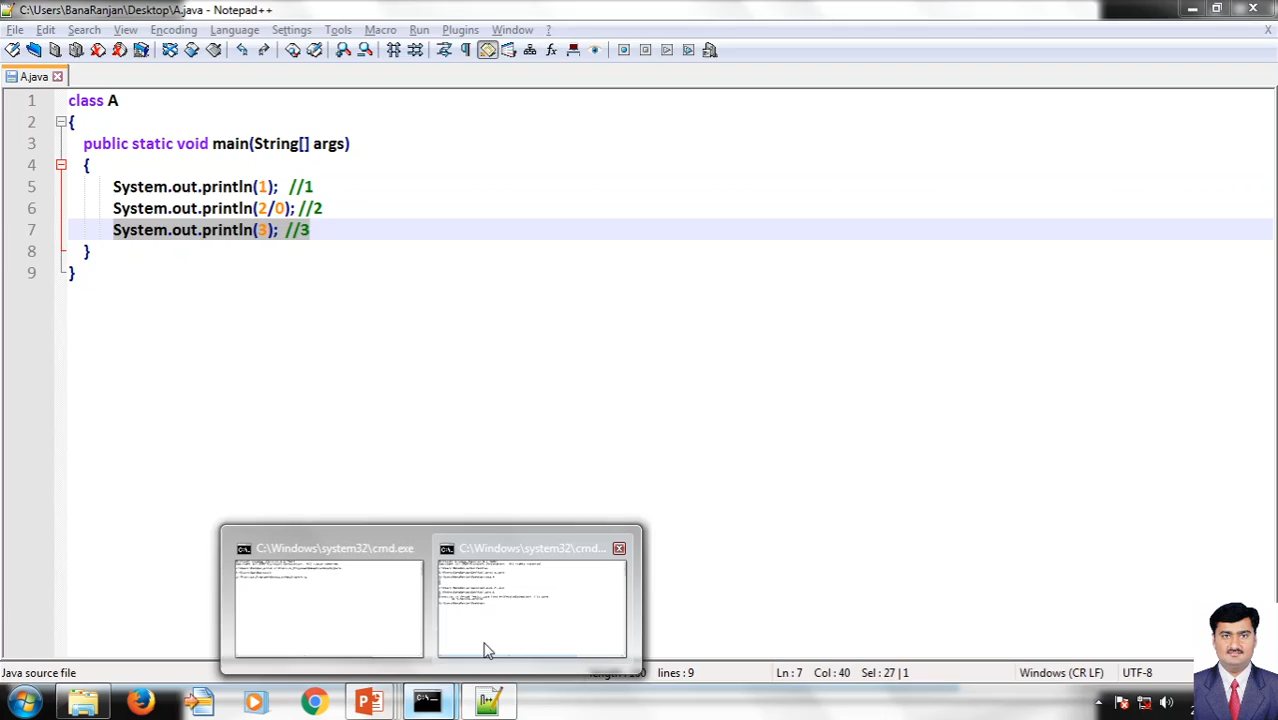 C:\Users\BanaRanjan\Desktop\A.java - Notepad++
File Edit Search View Encoding Language Settings Tools Macro Run Plugins Window ? X
A.java
1 class A
2 {
3 public static void main(String[] args)
4 {
5 System.out.println(1); //1
6 System.out.println(2/0); //2
7 System.out.println(3); //3
8 }
9 }
C:\Windows\system32\cmd.exe
C:\Windows\system32\cmd...
Java source file lines : 9 Ln : 7 Col : 40 Sel : 27 | 1 Windows (CR LF) UTF-8